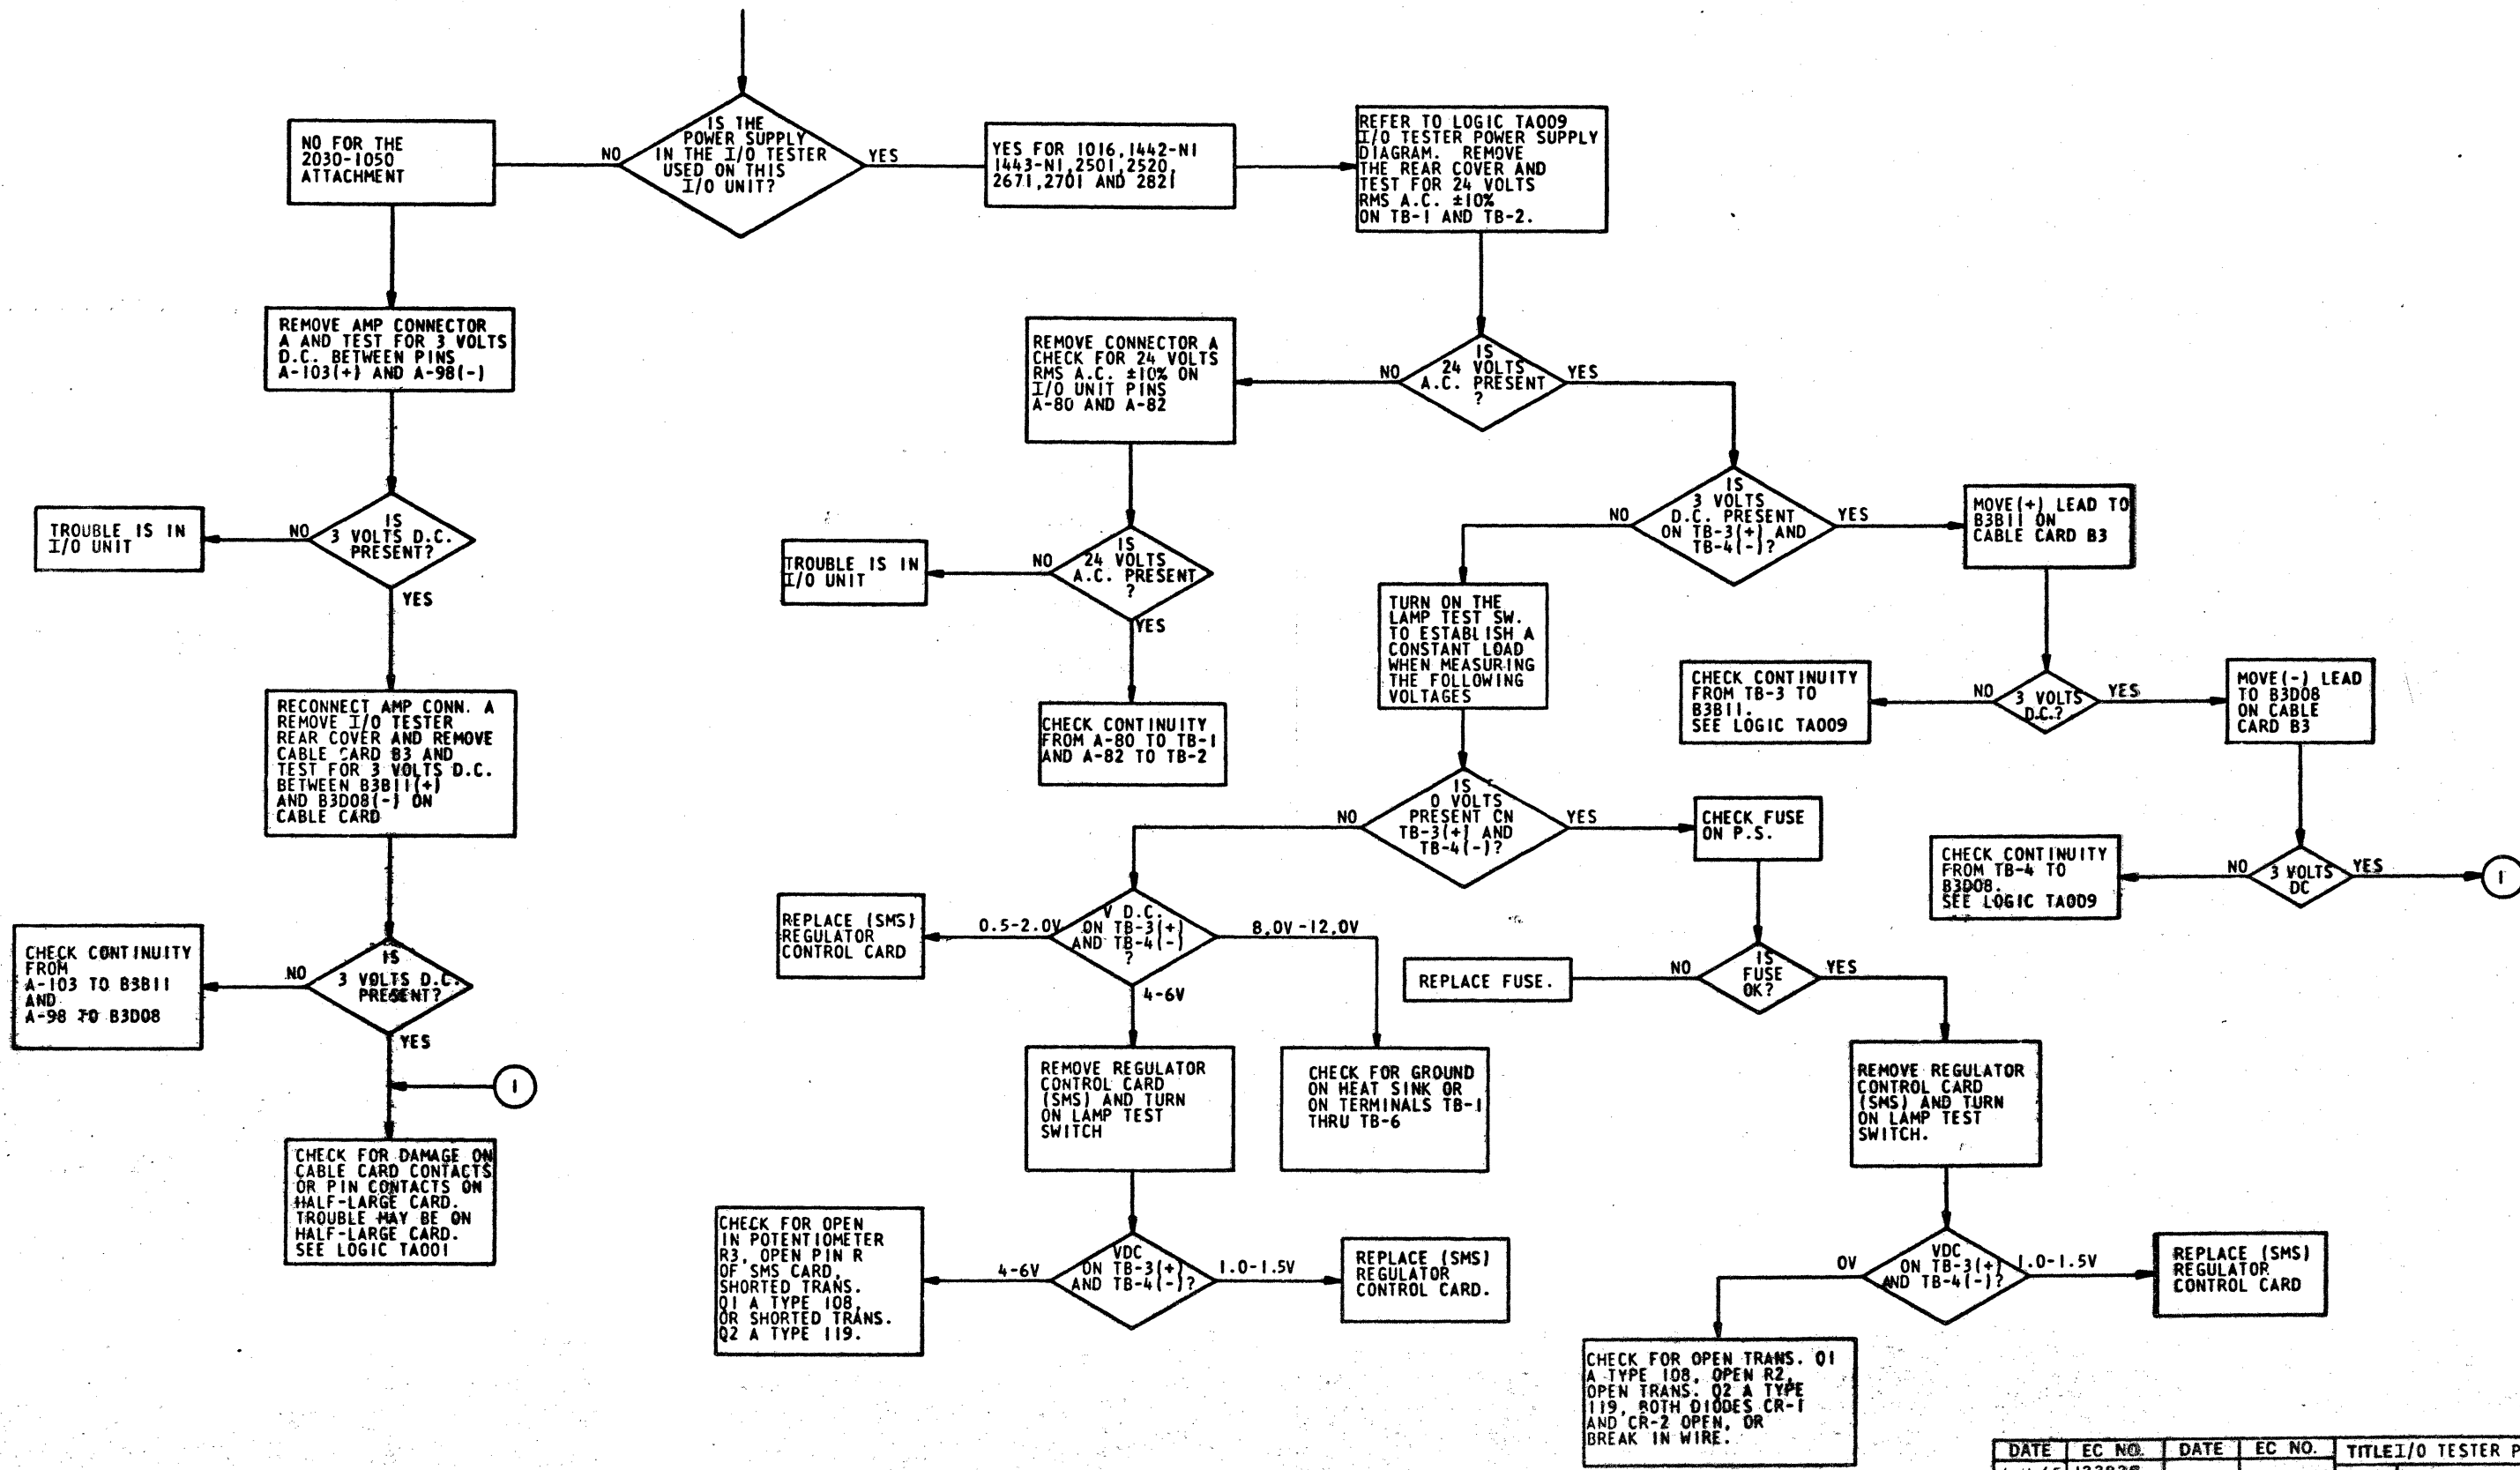 IS THE
POWER SUPPLY
IN THE I/O TESTER
USED ON THIS
I/O UNIT?
NO
YES
NO FOR THE
2030-1050
ATTACHMENT
YES FOR 1016,1442-N1
1443-N1,2501,2520,
2671,2701 AND 2821
REFER TO LOGIC TA009
I/O TESTER POWER SUPPLY
DIAGRAM. REMOVE
THE REAR COVER AND
TEST FOR 24 VOLTS
RMS A.C. ±10%
ON TB-1 AND TB-2.
REMOVE AMP CONNECTOR
A AND TEST FOR 3 VOLTS
D.C. BETWEEN PINS
A-103(+) AND A-98(-)
REMOVE CONNECTOR A
CHECK FOR 24 VOLTS
RMS A.C. ±10% ON
I/O UNIT PINS
A-80 AND A-82
NO
IS
24 VOLTS
A.C. PRESENT
?
YES
TROUBLE IS IN
I/O UNIT
NO
IS
3 VOLTS D.C.
PRESENT?
YES
TROUBLE IS IN
I/O UNIT
NO
IS
24 VOLTS
A.C. PRESENT
?
YES
NO
IS
3 VOLTS
D.C. PRESENT
ON TB-3(+) AND
TB-4(-)?
YES
MOVE(+) LEAD TO
B3B11 ON
CABLE CARD B3
TURN ON THE
LAMP TEST SW.
TO ESTABLISH A
CONSTANT LOAD
WHEN MEASURING
THE FOLLOWING
VOLTAGES
CHECK CONTINUITY
FROM TB-3 TO
B3B11.
SEE LOGIC TA009
NO
3 VOLTS
D.C.?
YES
MOVE(-) LEAD
TO B3D08
ON CABLE
CARD B3
RECONNECT AMP CONN. A
REMOVE I/O TESTER
REAR COVER AND REMOVE
CABLE CARD B3 AND
TEST FOR 3 VOLTS D.C.
BETWEEN B3B11(+)
AND B3D08(-) ON
CABLE CARD
CHECK CONTINUITY
FROM A-80 TO TB-1
AND A-82 TO TB-2
NO
IS
0 VOLTS
PRESENT CN
TB-3(+) AND
TB-4(-)?
YES
CHECK FUSE
ON P.S.
CHECK CONTINUITY
FROM TB-4 TO
B3D08.
SEE LOGIC TA009
NO
3 VOLTS
DC
YES
1
REPLACE (SMS)
REGULATOR
CONTROL CARD
0.5-2.0V
V D.C.
ON TB-3(+)
AND TB-4(-)
?
8.0V-12.0V
4-6V
REPLACE FUSE.
NO
IS
FUSE
OK?
YES
CHECK CONTINUITY
FROM
A-103 TO B3B11
AND
A-98 TO B3D08
NO
IS
3 VOLTS D.C.
PRESENT?
YES
1
REMOVE REGULATOR
CONTROL CARD
(SMS) AND TURN
ON LAMP TEST
SWITCH
CHECK FOR GROUND
ON HEAT SINK OR
ON TERMINALS TB-1
THRU TB-6
REMOVE REGULATOR
CONTROL CARD
(SMS) AND TURN
ON LAMP TEST
SWITCH.
CHECK FOR DAMAGE ON
CABLE CARD CONTACTS
OR PIN CONTACTS ON
HALF-LARGE CARD.
TROUBLE MAY BE ON
HALF-LARGE CARD.
SEE LOGIC TA001
CHECK FOR OPEN
IN POTENTIOMETER
R3, OPEN PIN R
OF SMS CARD,
SHORTED TRANS.
Q1 A TYPE 108,
OR SHORTED TRANS.
Q2 A TYPE 119.
4-6V
VDC
ON TB-3(+)
AND TB-4(-)?
1.0-1.5V
REPLACE (SMS)
REGULATOR
CONTROL CARD.
0V
VDC
ON TB-3(+)
AND TB-4(-)?
1.0-1.5V
REPLACE (SMS)
REGULATOR
CONTROL CARD
CHECK FOR OPEN TRANS. Q1
A TYPE 108, OPEN R2,
OPEN TRANS. Q2 A TYPE
119, BOTH DIODES CR-1
AND CR-2 OPEN, OR
BREAK IN WIRE.
DATE EC NO. DATE EC NO. TITLE I/O TESTER